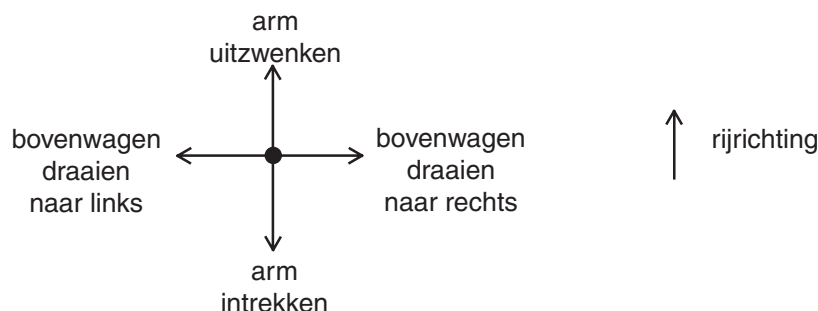 arm
uitzwenken
bovenwagen
draaien
naar links
bovenwagen
draaien
naar rechts
arm
intrekken
rijrichting